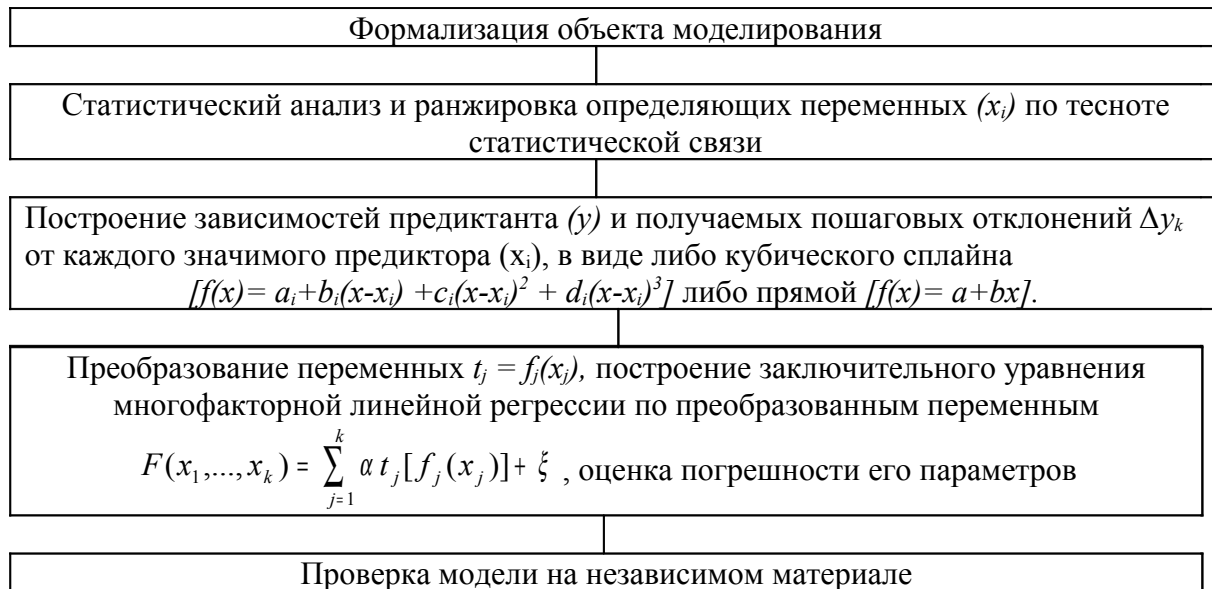 Формализация объекта моделирования
Статистический анализ и ранжировка определяющих переменных (xᵢ) по тесноте
статистической связи
Построение зависимостей предиктанта (y) и получаемых пошаговых отклонений Δyₖ
от каждого значимого предиктора (xᵢ), в виде либо кубического сплайна
[f(x)= aᵢ+bᵢ(x-xᵢ) +cᵢ(x-xᵢ)² + dᵢ(x-xᵢ)³] либо прямой [f(x)= a+bx].
Преобразование переменных tⱼ = fⱼ(xⱼ), построение заключительного уравнения
многофакторной линейной регрессии по преобразованным переменным
F(x₁,...,xₖ) = ∑ⱼ₌₁ᵏ α tⱼ[fⱼ(xⱼ)]+ ξ , оценка погрешности его параметров
Проверка модели на независимом материале